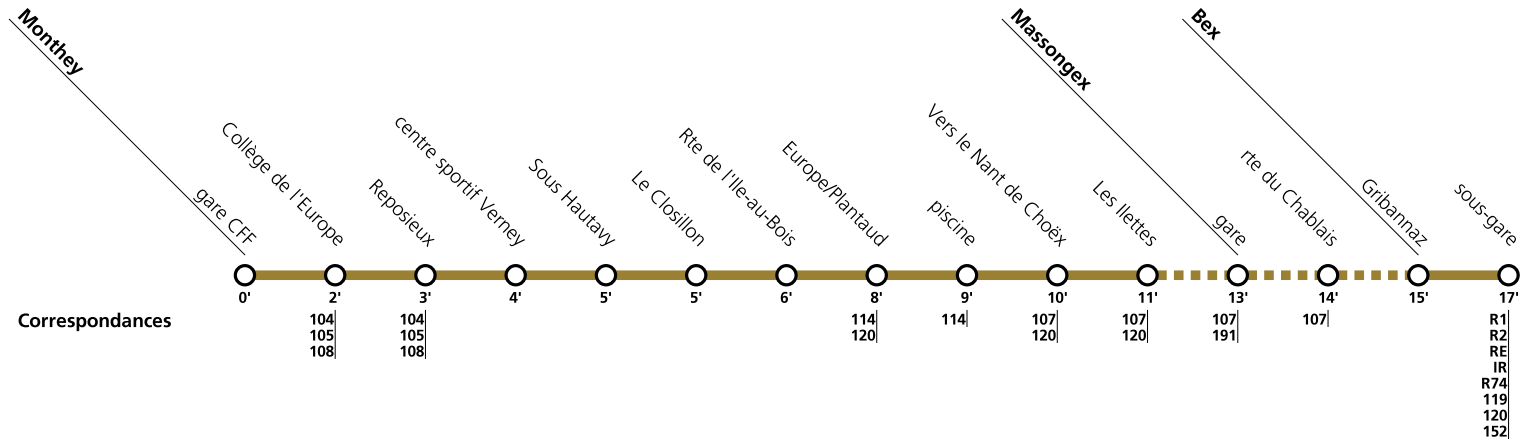 Monthey
gare CFF
Collège de l'Europe
Reposieux
centre sportif Verney
Sous Hautavy
Le Closillon
Rte de l'Ile-au-Bois
Europe/Plantaud
piscine
Vers le Nant de Choëx
Les Ilettes
Massongex
gare
rte du Chablais
Bex
Gribannaz
sous-gare
0' 2' 3' 4' 5' 5' 6' 8' 9' 10' 11' 13' 14' 15' 17'
Correspondances 104 104 114 114 107 107 107 107 R1
105 105 120 120 120 191 R2
108 108 RE
IR
R74
119
120
152